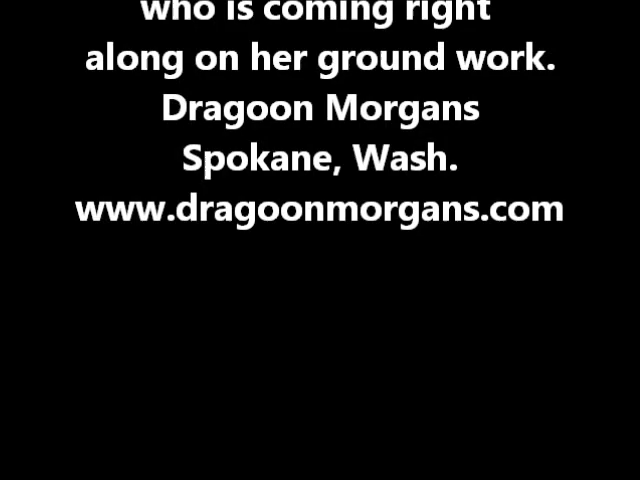 who is coming right
along on her ground work.
Dragoon Morgans
Spokane, Wash.
www.dragoonmorgans.com